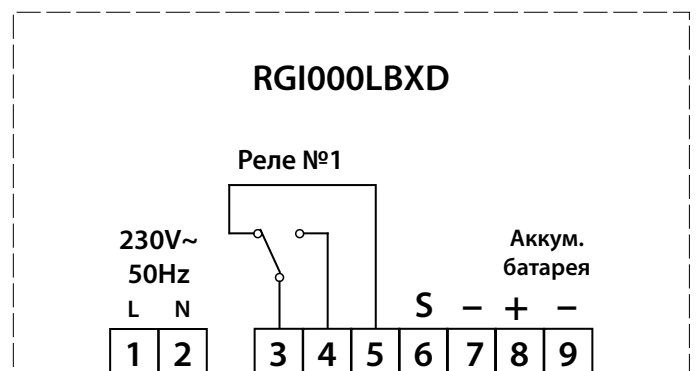 RGI000LBXD
Реле №1
230V~
50Hz
L N
Аккум.
батарея
S – + –
1 2 3 4 5 6 7 8 9